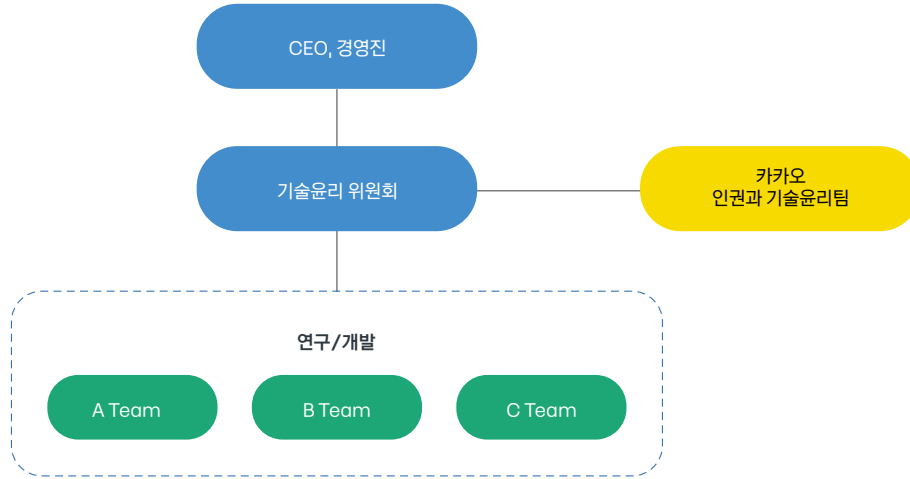 CEO, 경영진
기술윤리 위원회
카카오
인권과 기술윤리팀
연구/개발
A Team
B Team
C Team